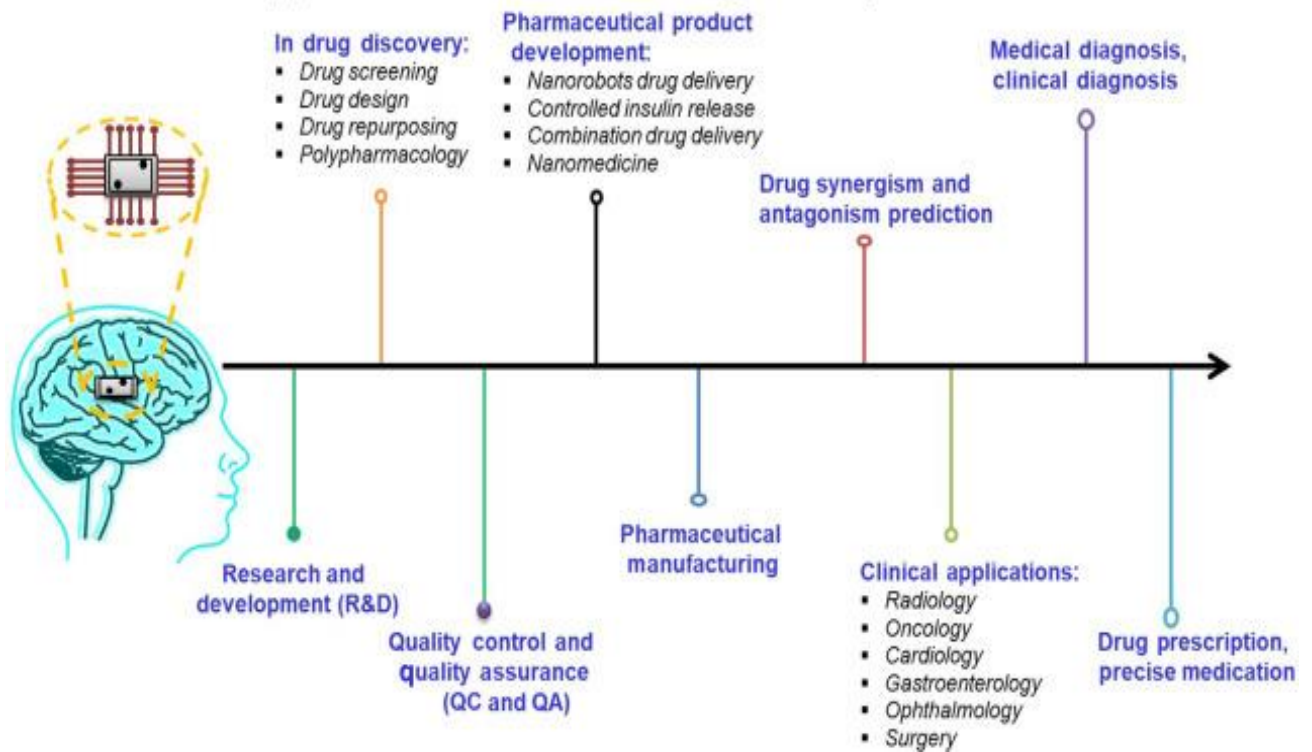 In drug discovery:
▪ Drug screening
▪ Drug design
▪ Drug repurposing
▪ Polypharmacology
Pharmaceutical product
development:
▪ Nanorobots drug delivery
▪ Controlled insulin release
▪ Combination drug delivery
▪ Nanomedicine
Drug synergism and
antagonism prediction
Medical diagnosis,
clinical diagnosis
Research and
development (R&D)
Quality control and
quality assurance
(QC and QA)
Pharmaceutical
manufacturing
Clinical applications:
▪ Radiology
▪ Oncology
▪ Cardiology
▪ Gastroenterology
▪ Ophthalmology
▪ Surgery
Drug prescription,
precise medication